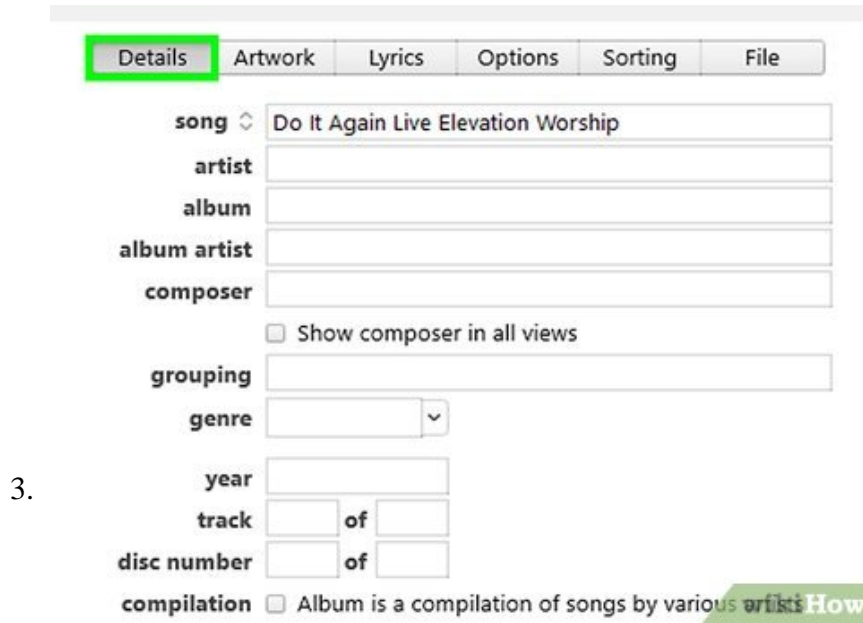 Details Artwork Lyrics Options Sorting File
song Do It Again Live Elevation Worship
artist
album
album artist
composer
Show composer in all views
grouping
genre
3.
year
track of
disc number of
compilation Album is a compilation of songs by various artists
wikiHow